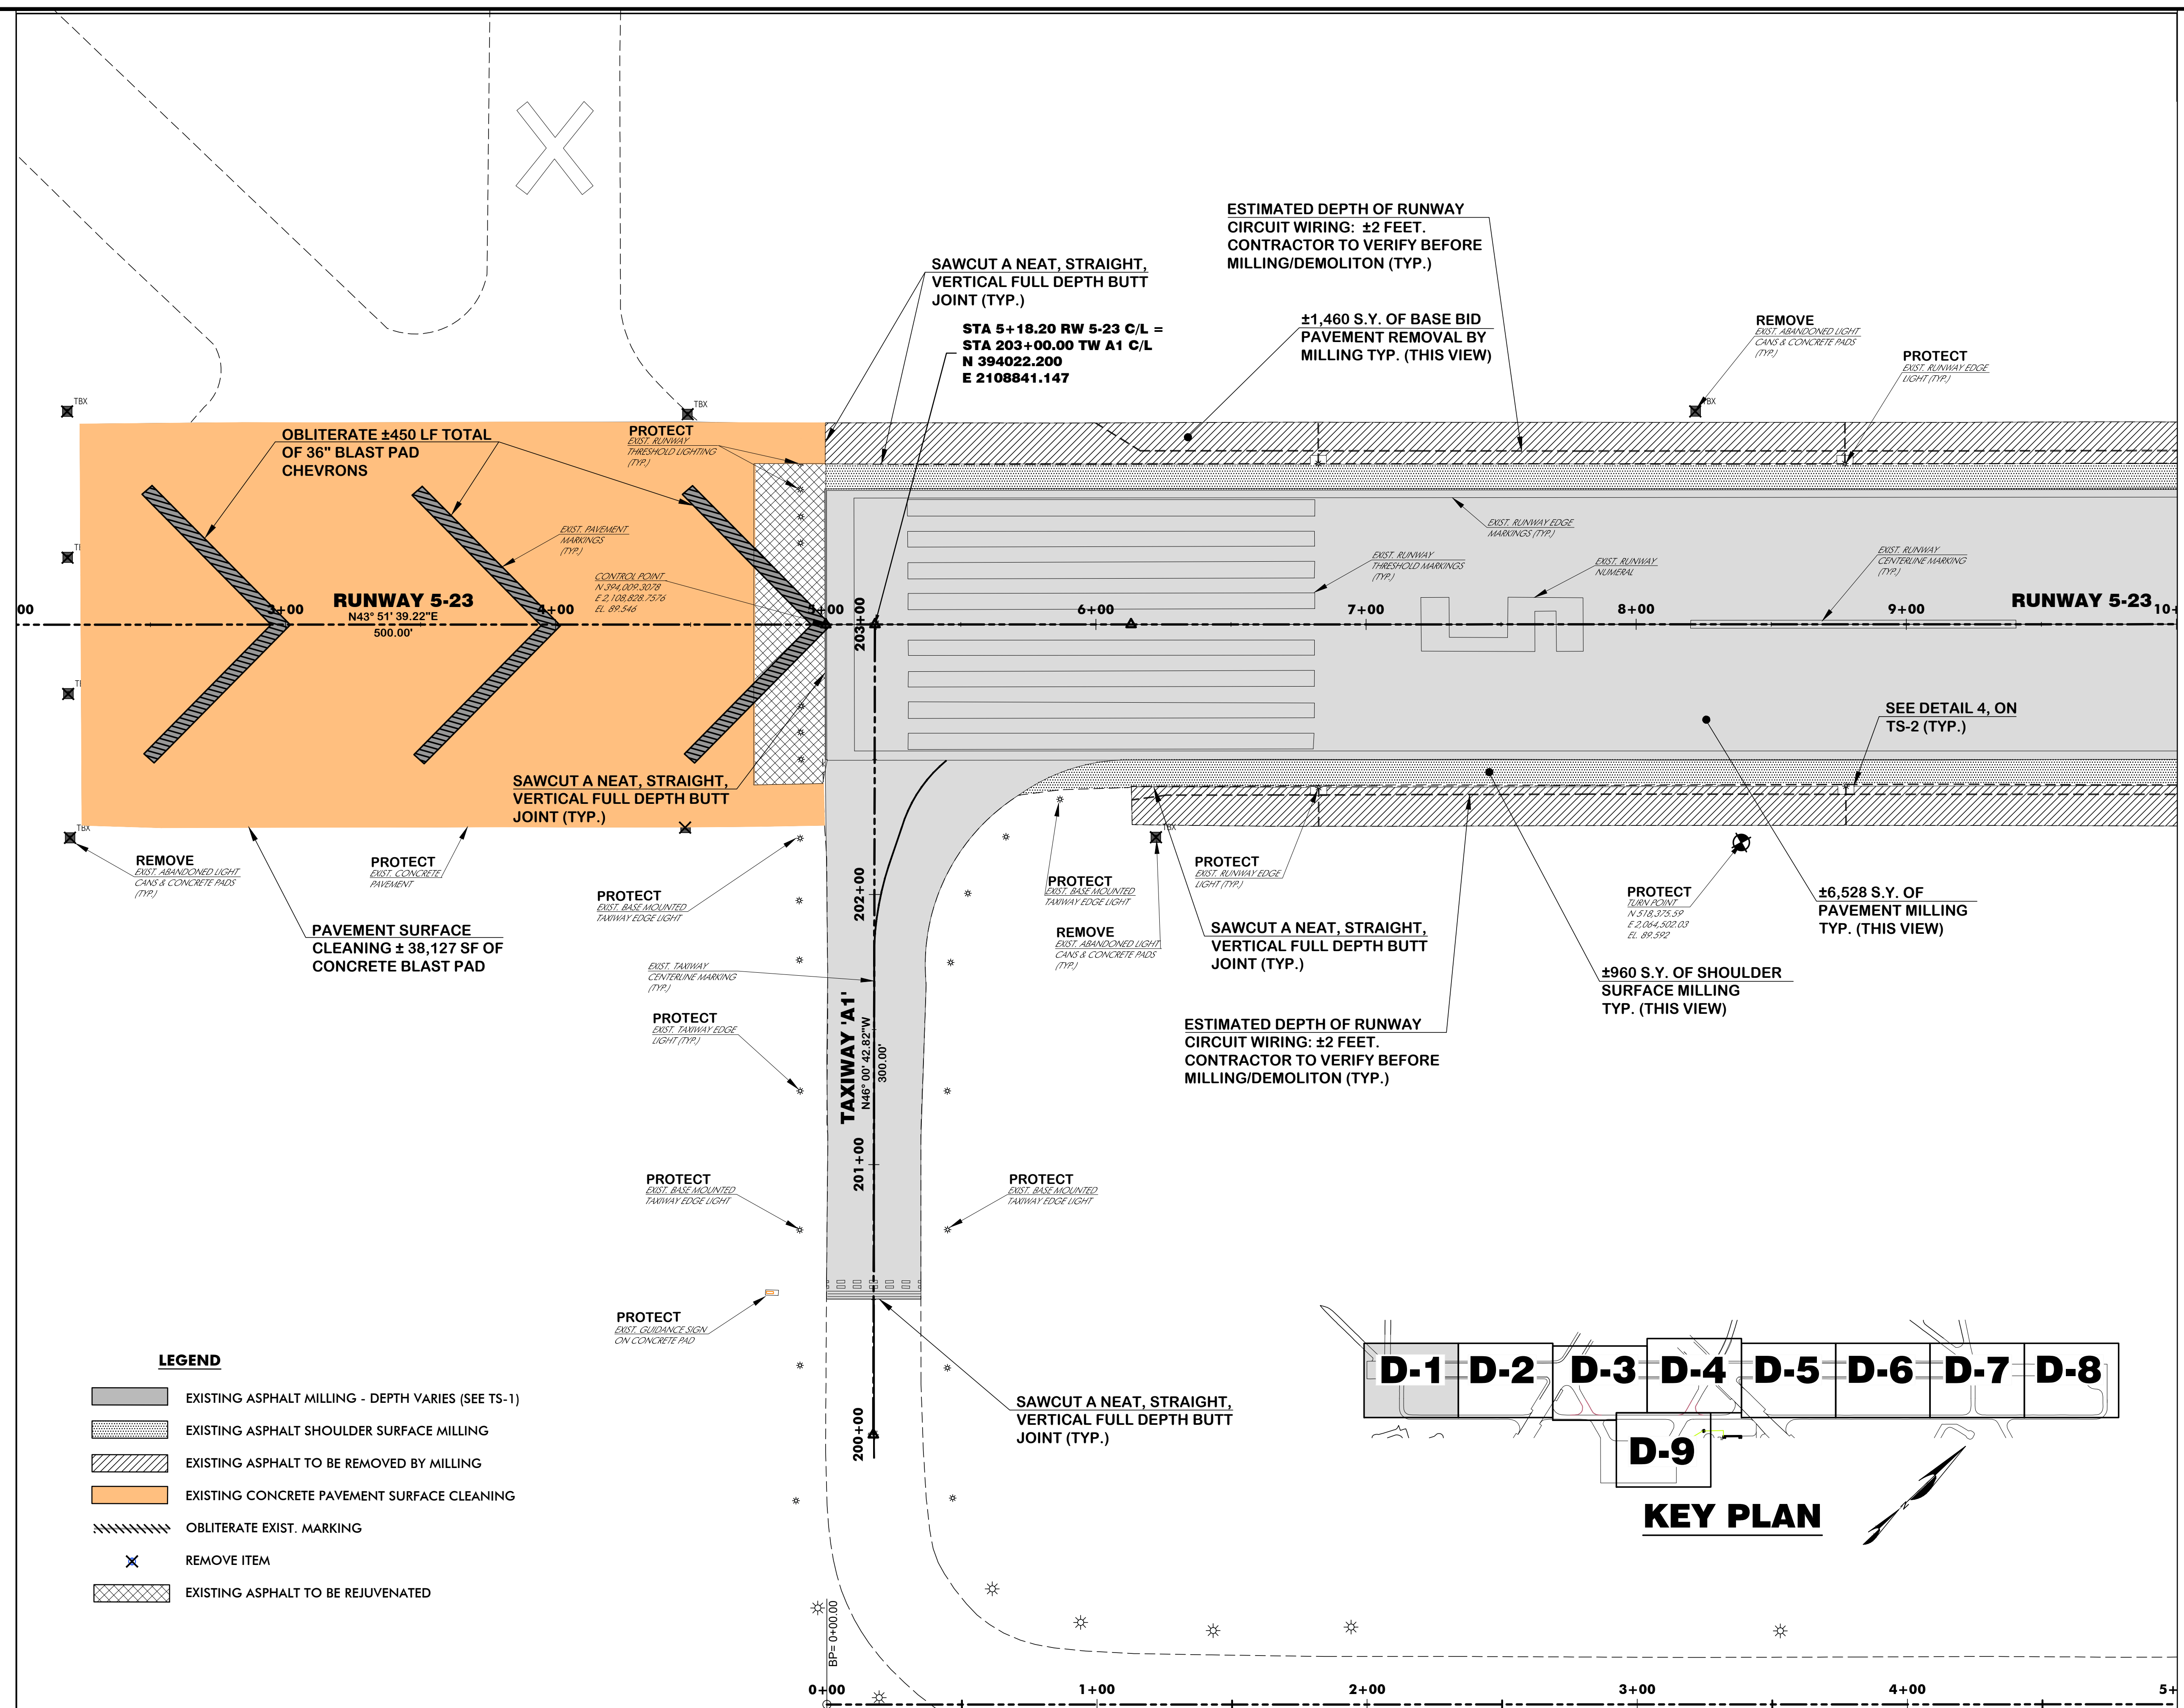 ESTIMATED DEPTH OF RUNWAY
CIRCUIT WIRING: ±2 FEET.
CONTRACTOR TO VERIFY BEFORE
MILLING/DEMOLITON (TYP.)
SAWCUT A NEAT, STRAIGHT,
VERTICAL FULL DEPTH BUTT
JOINT (TYP.)
STA 5+18.20 RW 5-23 C/L =
STA 203+00.00 TW A1 C/L
N 394022.200
E 2108841.147
±1,460 S.Y. OF BASE BID
PAVEMENT REMOVAL BY
MILLING TYP. (THIS VIEW)
REMOVE
EXIST. ABANDONED LIGHT
CANS & CONCRETE PADS
(TYP.)
PROTECT
EXIST. RUNWAY EDGE
LIGHT (TYP.)
TBX
TBX
TBX
OBLITERATE ±450 LF TOTAL
OF 36" BLAST PAD
CHEVRONS
PROTECT
EXIST. RUNWAY
THRESHOLD LIGHTING
(TYP.)
EXIST. PAVEMENT
MARKINGS
(TYP.)
CONTROL POINT
N 394,009.3078
E 2,108,828.7576
EL. 89.546
EXIST. RUNWAY EDGE
MARKINGS (TYP.)
EXIST. RUNWAY
THRESHOLD MARKINGS
(TYP.)
EXIST. RUNWAY
NUMERAL
EXIST. RUNWAY
CENTERLINE MARKING
(TYP.)
TI
00
3+00
RUNWAY 5-23
N43° 51' 39.22"E
500.00'
4+00
5+00
203+00
6+00
7+00
8+00
9+00
RUNWAY 5-23
10+
TI
SEE DETAIL 4, ON
TS-2 (TYP.)
SAWCUT A NEAT, STRAIGHT,
VERTICAL FULL DEPTH BUTT
JOINT (TYP.)
TBX
TBX
REMOVE
EXIST. ABANDONED LIGHT
CANS & CONCRETE PADS
(TYP.)
PROTECT
EXIST. CONCRETE
PAVEMENT
PROTECT
EXIST. BASE MOUNTED
TAXIWAY EDGE LIGHT
202+00
PROTECT
EXIST. BASE MOUNTED
TAXIWAY EDGE LIGHT
PROTECT
EXIST. RUNWAY EDGE
LIGHT (TYP.)
PROTECT
TURN POINT
N 518,375.59
E 2,064,502.03
EL. 89.592
±6,528 S.Y. OF
PAVEMENT MILLING
TYP. (THIS VIEW)
PAVEMENT SURFACE
CLEANING ± 38,127 SF OF
CONCRETE BLAST PAD
REMOVE
EXIST. ABANDONED LIGHT
CANS & CONCRETE PADS
(TYP.)
SAWCUT A NEAT, STRAIGHT,
VERTICAL FULL DEPTH BUTT
JOINT (TYP.)
EXIST. TAXIWAY
CENTERLINE MARKING
(TYP.)
±960 S.Y. OF SHOULDER
SURFACE MILLING
TYP. (THIS VIEW)
PROTECT
EXIST. TAXIWAY EDGE
LIGHT (TYP.)
TAXIWAY 'A1'
N46° 00' 42.82"W
300.00'
ESTIMATED DEPTH OF RUNWAY
CIRCUIT WIRING: ±2 FEET.
CONTRACTOR TO VERIFY BEFORE
MILLING/DEMOLITON (TYP.)
201+00
PROTECT
EXIST. BASE MOUNTED
TAXIWAY EDGE LIGHT
PROTECT
EXIST. BASE MOUNTED
TAXIWAY EDGE LIGHT
PROTECT
EXIST. GUIDANCE SIGN
ON CONCRETE PAD
SAWCUT A NEAT, STRAIGHT,
VERTICAL FULL DEPTH BUTT
JOINT (TYP.)
200+00
LEGEND
EXISTING ASPHALT MILLING - DEPTH VARIES (SEE TS-1)
EXISTING ASPHALT SHOULDER SURFACE MILLING
EXISTING ASPHALT TO BE REMOVED BY MILLING
EXISTING CONCRETE PAVEMENT SURFACE CLEANING
OBLITERATE EXIST. MARKING
REMOVE ITEM
EXISTING ASPHALT TO BE REJUVENATED
D-1
D-2
D-3
D-4
D-5
D-6
D-7
D-8
D-9
N
KEY PLAN
BP= 0+00.00
0+00
1+00
2+00
3+00
4+00
5+